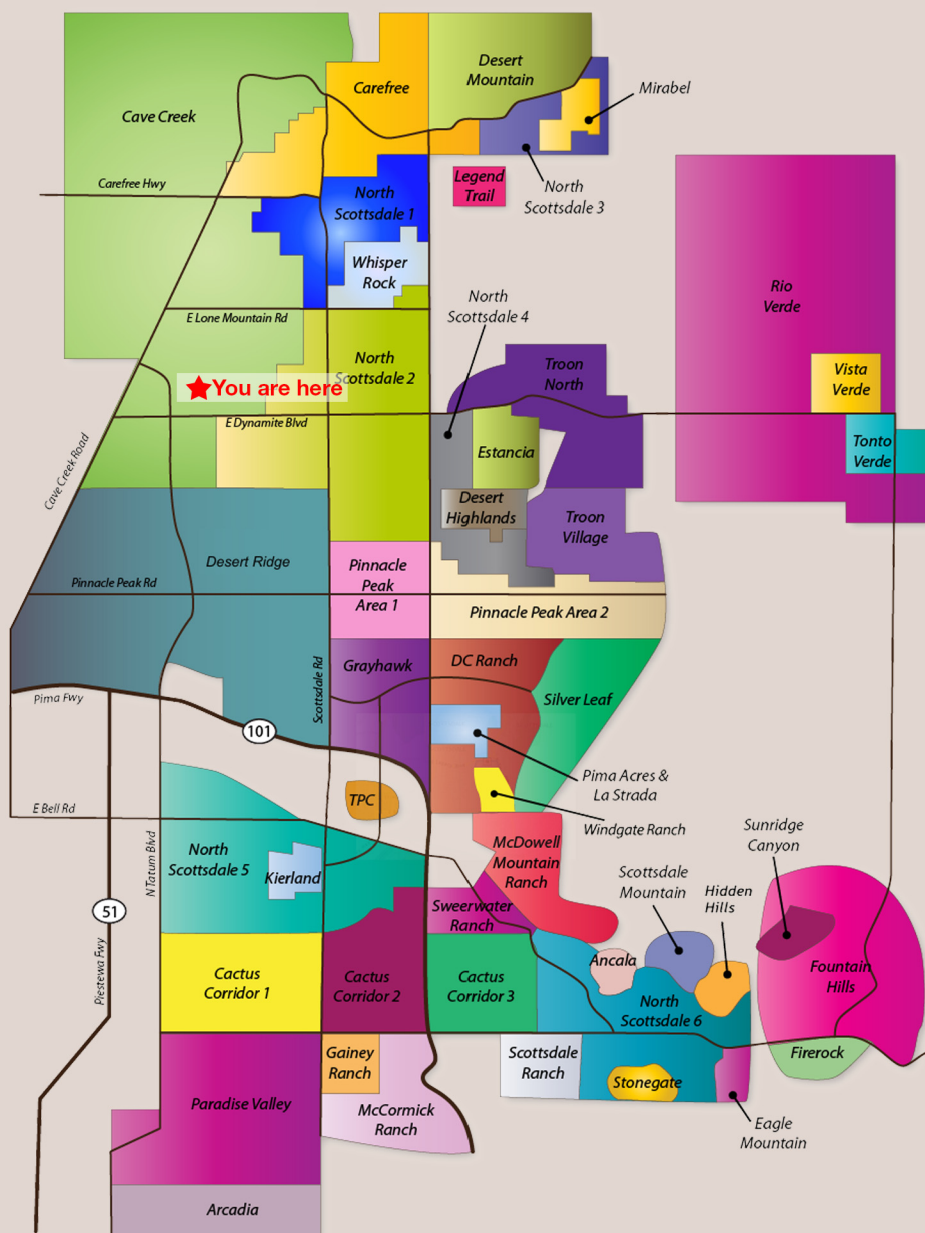 Desert
Mountain
Carefree
Mirabel
Cave Creek
Legend
Trail
Carefree Hwy
North
Scottsdale 1
North
Scottsdale 3
Whisper
Rock
Rio
Verde
North
Scottsdale 4
E Lone Mountain Rd
North
Scottsdale 2
Troon
North
Vista
Verde
You are here
E Dynamite Blvd
Tonto
Verde
Estancia
Cave Creek Road
Desert
Highlands
Troon
Village
Desert Ridge
Pinnacle
Peak
Area 1
Pinnacle Peak Rd
Pinnacle Peak Area 2
Grayhawk
DC Ranch
Scottsdale Rd
Silver Leaf
Pima Fwy
101
Pima Acres &
La Strada
TPC
E Bell Rd
Windgate Ranch
Sunridge
Canyon
McDowell
Mountain
Ranch
North
Scottsdale 5
N Tatum Blvd
Kierland
Scottsdale
Mountain
Hidden
Hills
51
Sweerwater
Ranch
Piestewa Fwy
Ancala
Cactus
Corridor 1
Cactus
Corridor 2
Cactus
Corridor 3
Fountain
Hills
North
Scottsdale 6
Gainey
Ranch
Scottsdale
Ranch
Firerock
Stonegate
Paradise Valley
McCormick
Ranch
Eagle
Mountain
Arcadia